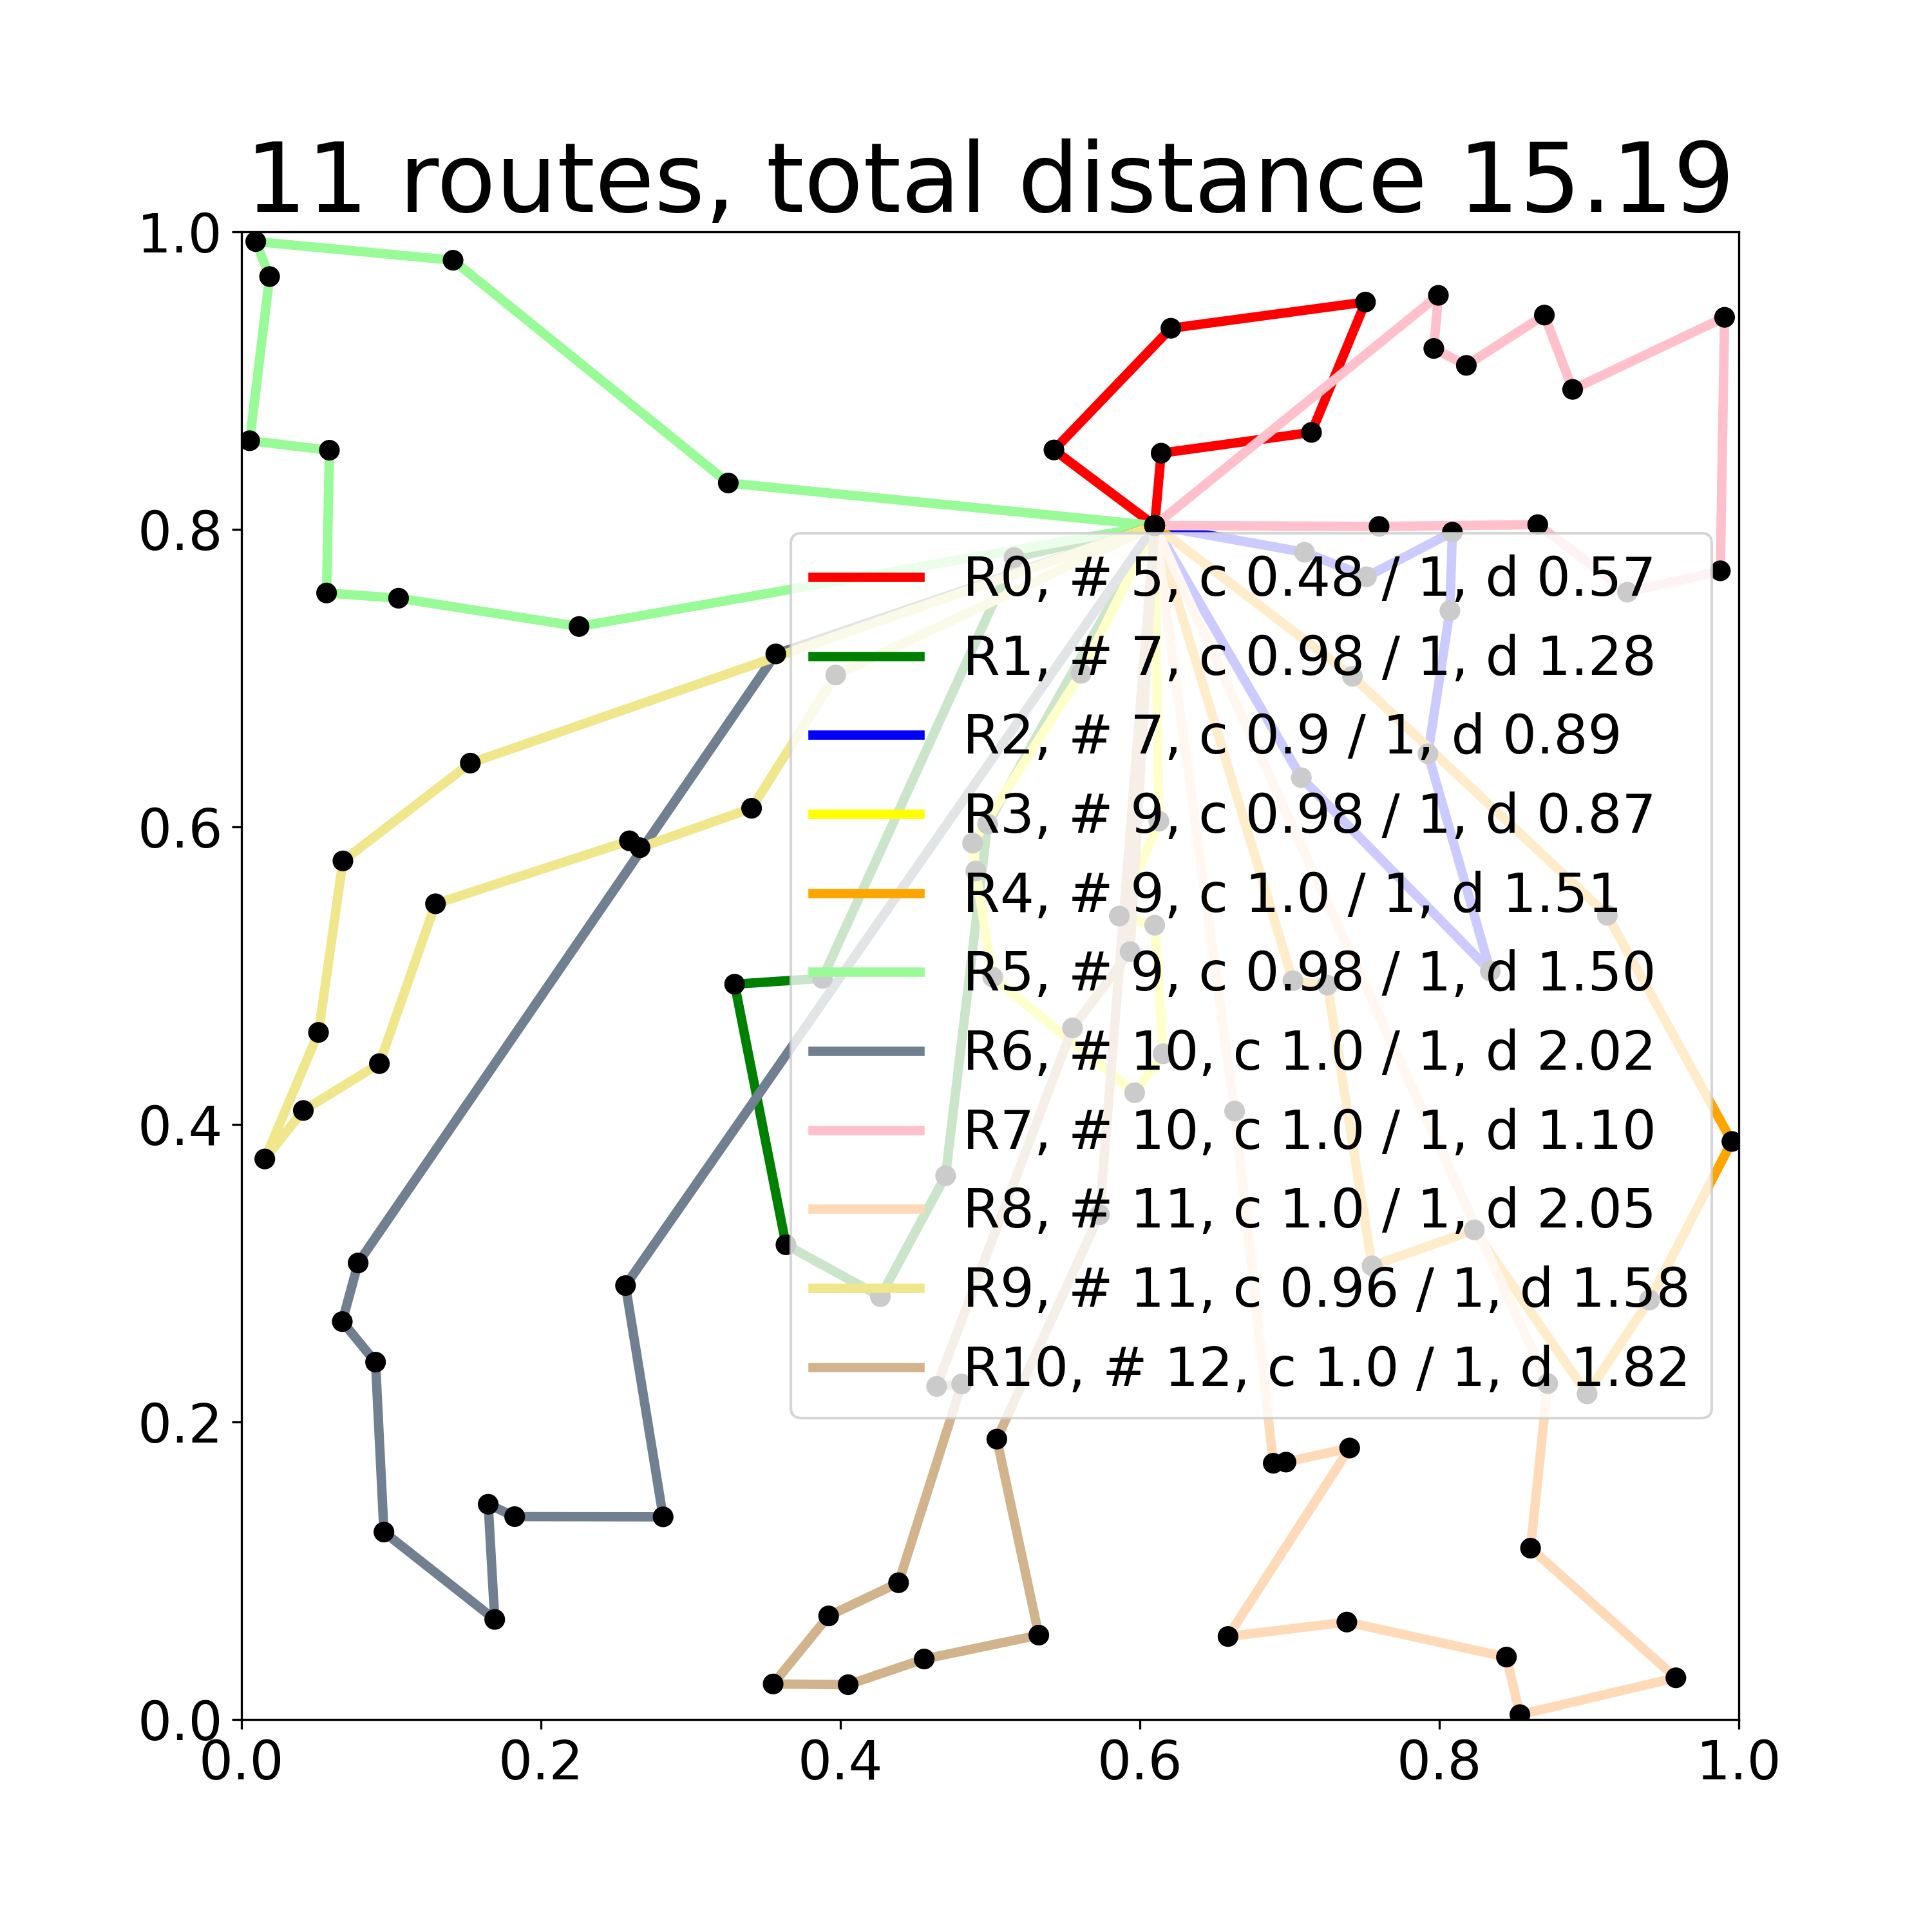 11 routes, total distance 15.19
1.0
0.8
0.6
0.4
0.2
0.0
R0, # 5, c 0.48 / 1, d 0.57
R1, # 7, c 0.98 / 1, d 1.28
R2, # 7, c 0.9 / 1, d 0.89
R3, # 9, c 0.98 / 1, d 0.87
R4, # 9, c 1.0 / 1, d 1.51
R5, # 9, c 0.98 / 1, d 1.50
R6, # 10, c 1.0 / 1, d 2.02
R7, # 10, c 1.0 / 1, d 1.10
R8, # 11, c 1.0 / 1, d 2.05
R9, # 11, c 0.96 / 1, d 1.58
R10, # 12, c 1.0 / 1, d 1.82
0.0 0.2 0.4 0.6 0.8 1.0